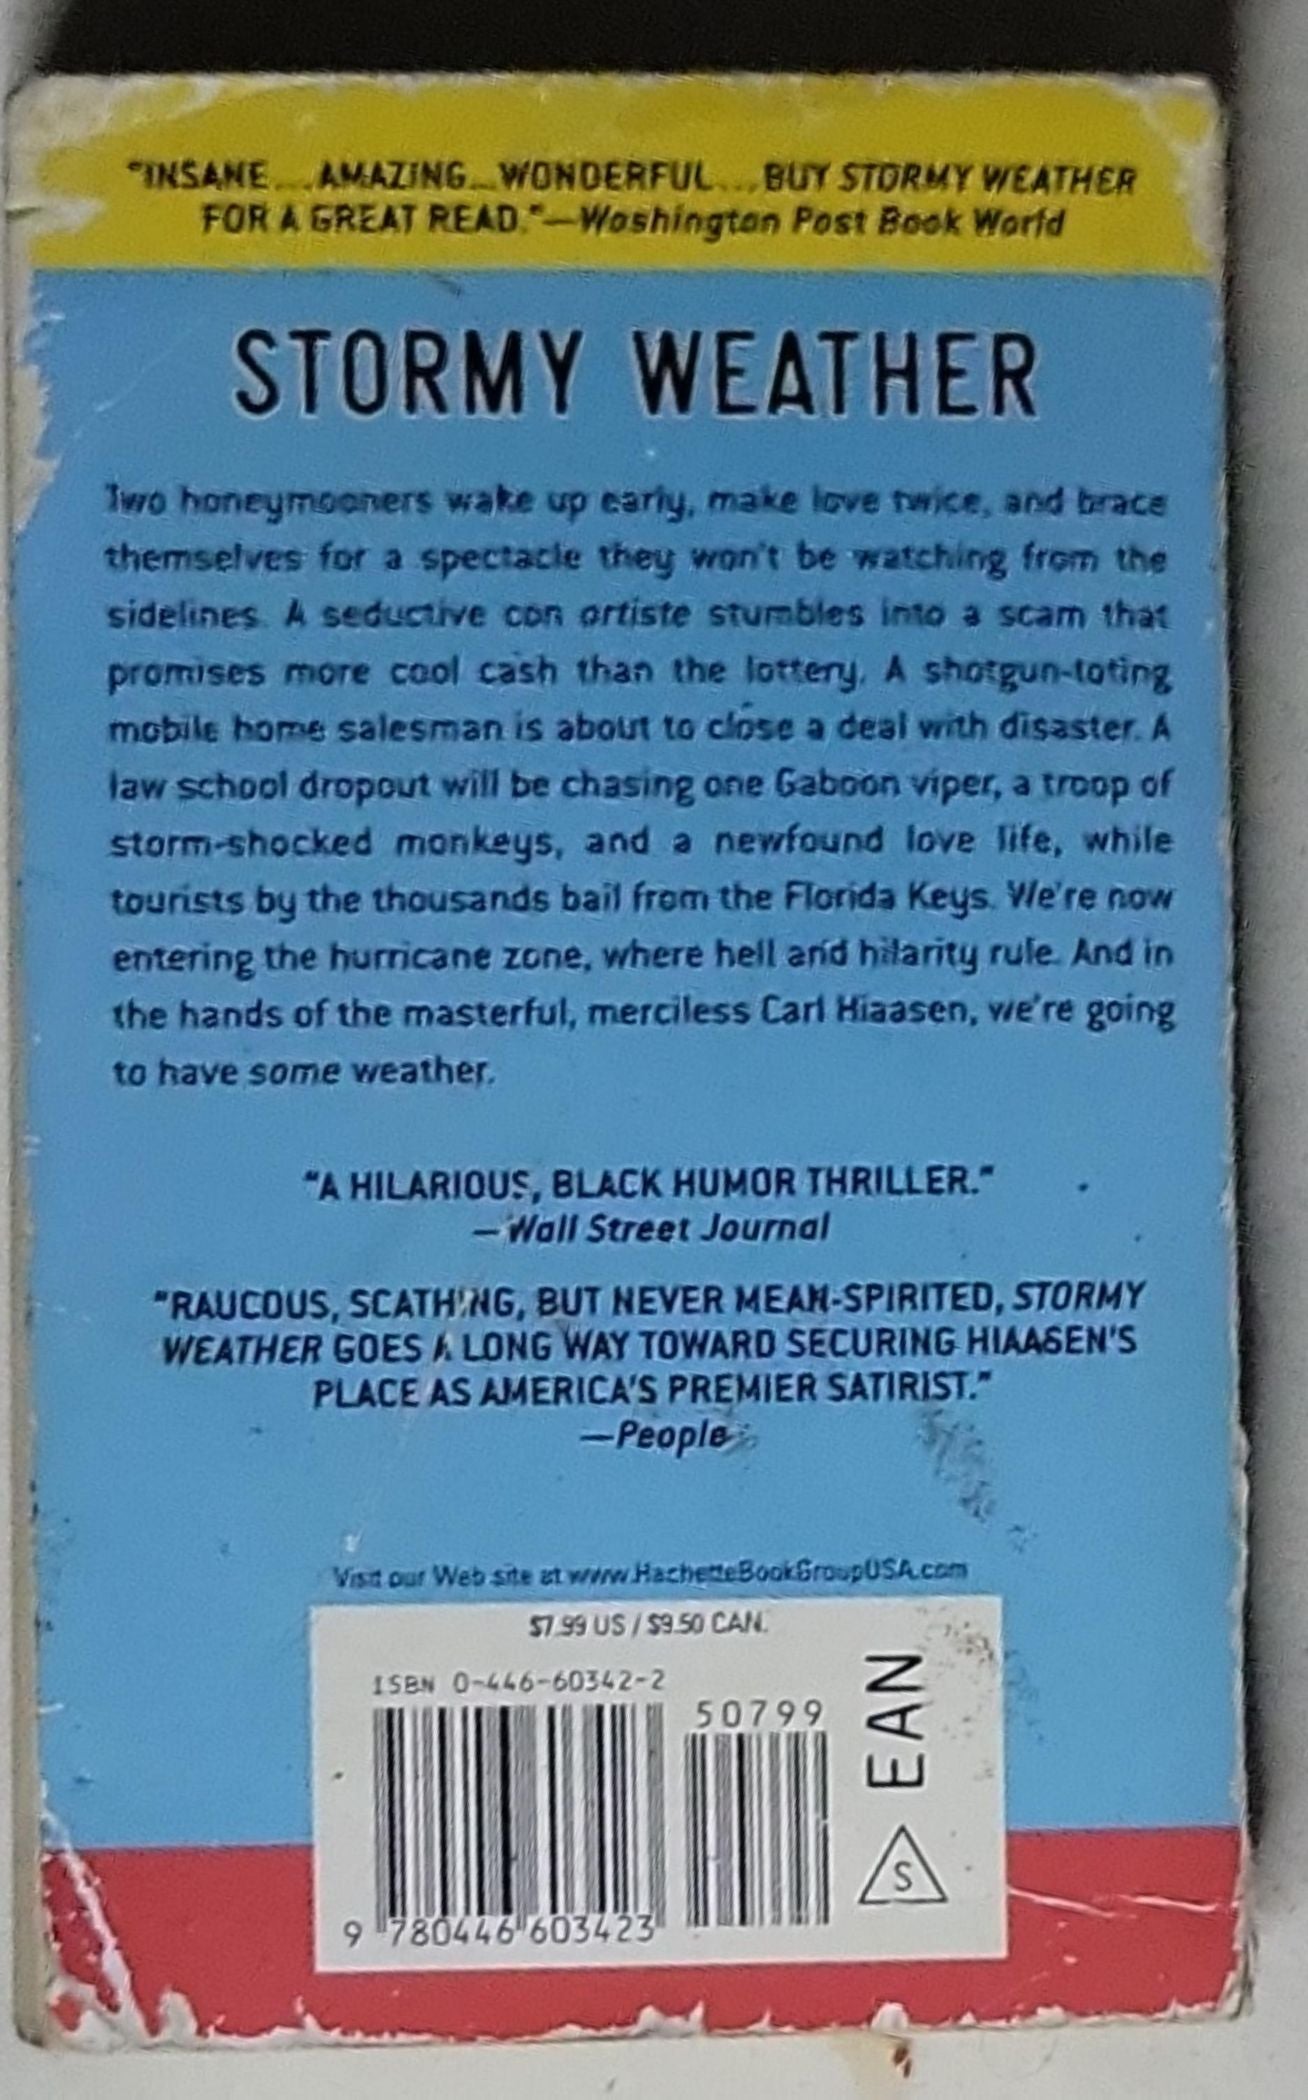 "INSANE...AMAZING...WONDERFUL...BUY STORMY WEATHER
FOR A GREAT READ."—Washington Post Book World
STORMY WEATHER
Two honeymooners wake up early, make love twice, and brace
themselves for a spectacle they won't be watching from the
sidelines. A seductive con artiste stumbles into a scam that
promises more cool cash than the lottery. A shotgun-toting
mobile home salesman is about to close a deal with disaster. A
law school dropout will be chasing one Gaboon viper, a troop of
storm-shocked monkeys, and a newfound love life, while
tourists by the thousands bail from the Florida Keys. We're now
entering the hurricane zone, where hell and hilarity rule. And in
the hands of the masterful, merciless Carl Hiaasen, we're going
to have some weather.
"A HILARIOUS, BLACK HUMOR THRILLER."
—Wall Street Journal
"RAUCOUS, SCATHING, BUT NEVER MEAN-SPIRITED, STORMY
WEATHER GOES A LONG WAY TOWARD SECURING HIAASEN'S
PLACE AS AMERICA'S PREMIER SATIRIST."
—People
Visit our Web site at www.HachetteBookGroupUSA.com
$7.99 US / $9.50 CAN.
ISBN 0-446-60342-2
50799
EAN
S
9 780446 603423